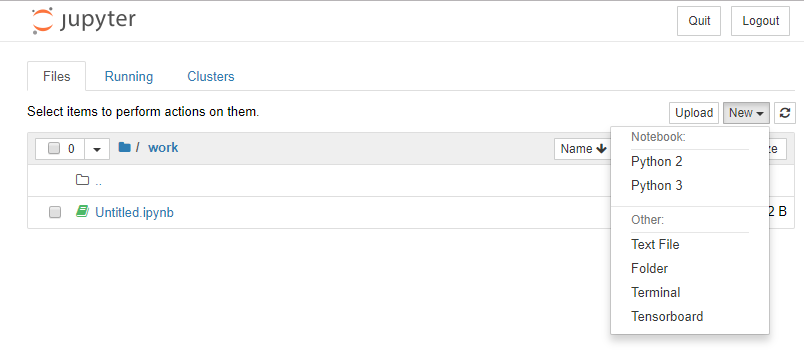 jupyter
Quit
Logout
Files
Running
Clusters
Select items to perform actions on them.
Upload
New
0
/
work
Name
..
Untitled.ipynb
2 B
Notebook:
Python 2
Python 3
Other:
Text File
Folder
Terminal
Tensorboard